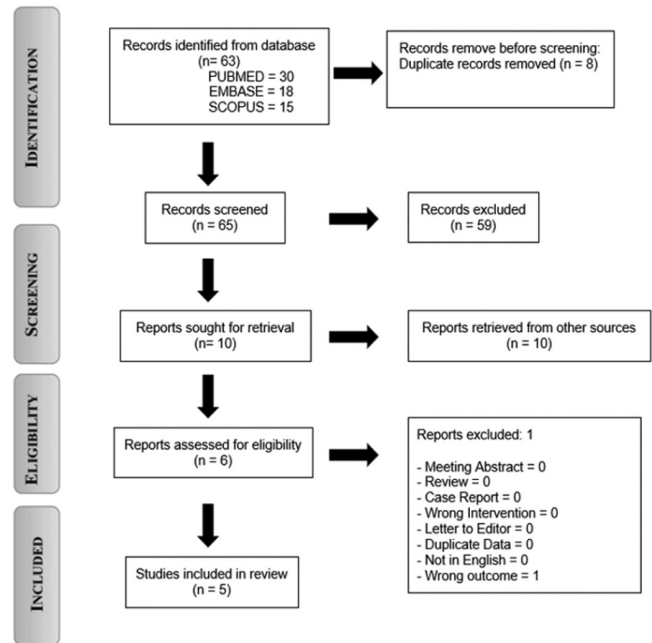 IDENTIFICATION
Records identified from database
(n= 63)
PUBMED = 30
EMBASE = 18
SCOPUS = 15
Records remove before screening:
Duplicate records removed (n = 8)
Records screened
(n = 65)
Records excluded
(n = 59)
SCREENING
Reports sought for retrieval
(n= 10)
Reports retrieved from other sources
(n = 10)
ELIGIBILITY
Reports assessed for eligibility
(n = 6)
Reports excluded: 1
- Meeting Abstract = 0
- Review = 0
- Case Report = 0
- Wrong Intervention = 0
- Letter to Editor = 0
- Duplicate Data = 0
- Not in English = 0
- Wrong outcome = 1
INCLUDED
Studies included in review
(n = 5)